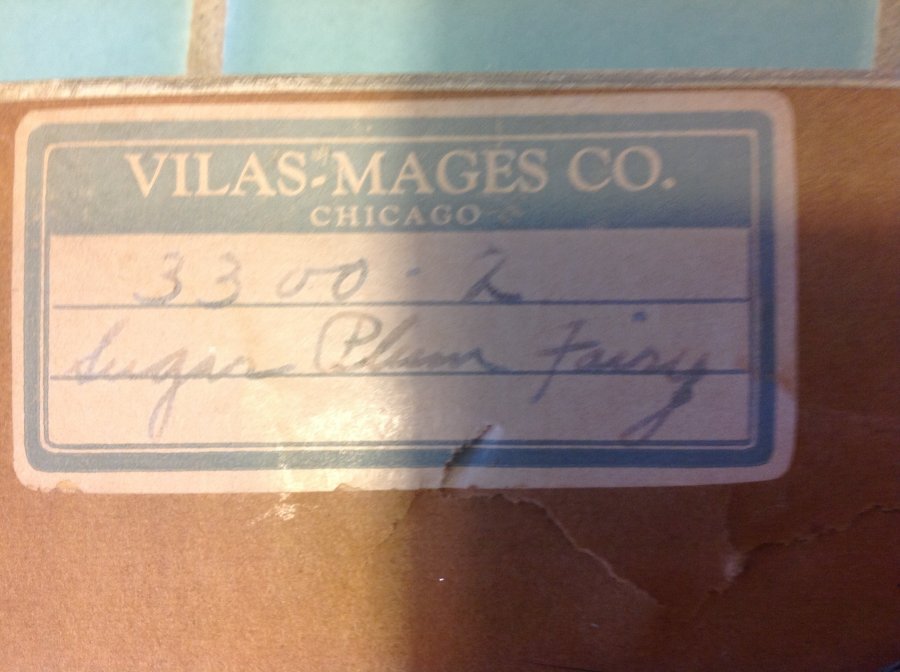 VILAS-MAGES CO.
CHICAGO
3300-2
Sugar Plum Fairy